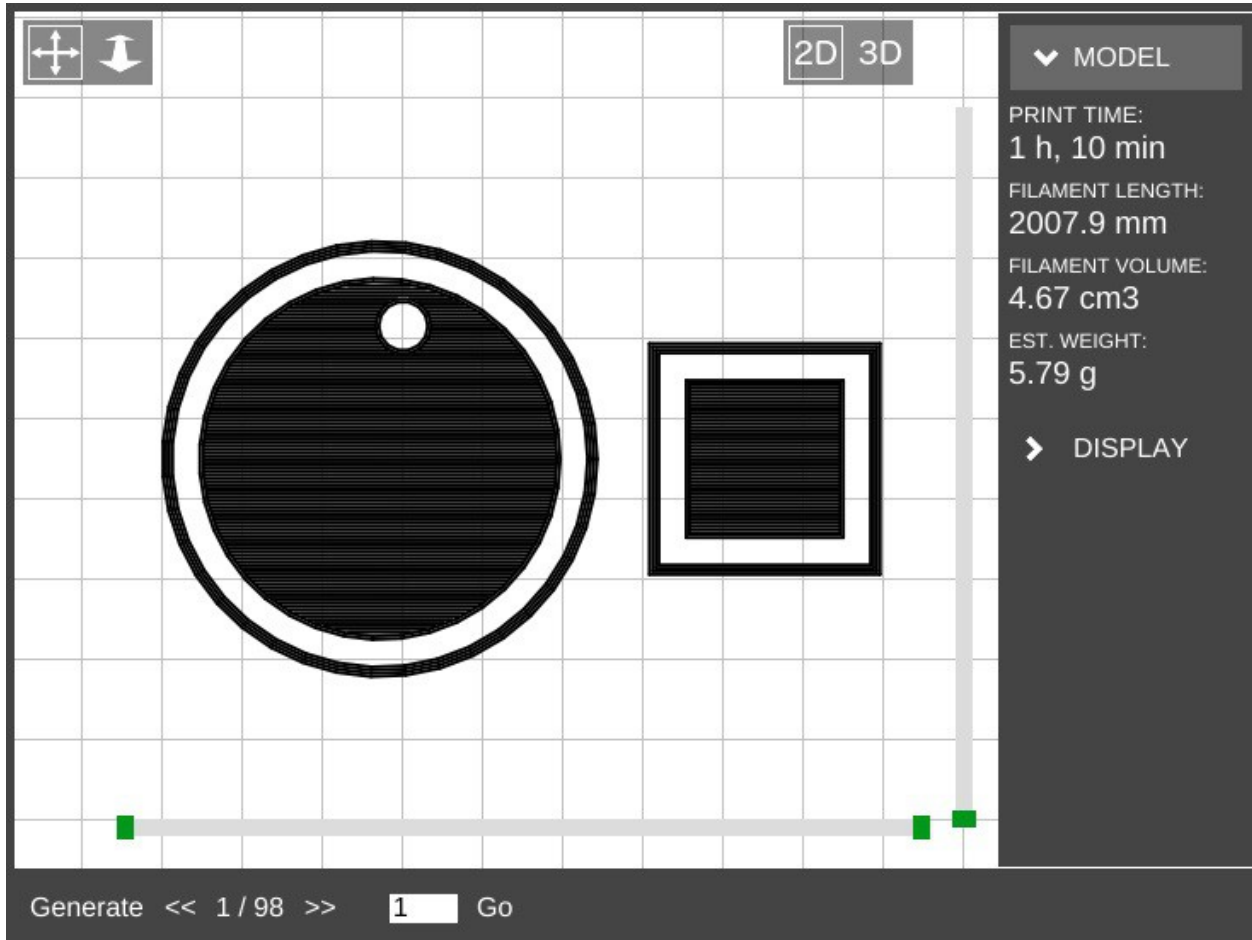 2D 3D
MODEL
PRINT TIME:
1 h, 10 min
FILAMENT LENGTH:
2007.9 mm
FILAMENT VOLUME:
4.67 cm3
EST. WEIGHT:
5.79 g
DISPLAY
Generate << 1 / 98 >> 1 Go